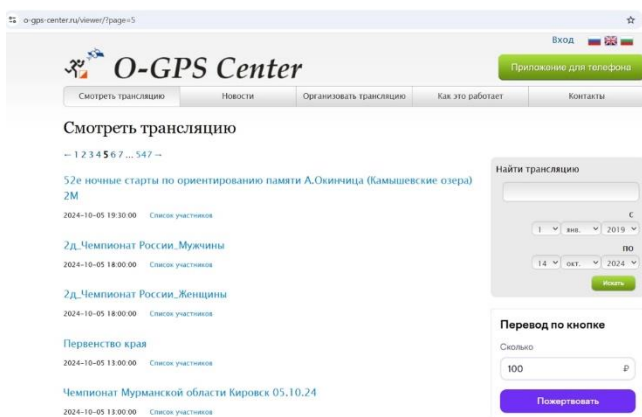 o-gps-center.ru/viewer/?page=5
Вход
O-GPS Center
Приложение для телефона
Смотреть трансляцию Новости Организовать трансляцию Как это работает Контакты
Смотреть трансляцию
← 1 2 3 4 5 6 7 ... 547 →
52е ночные старты по ориентированию памяти А.Окинчица (Камышевские озера)
2М
2024-10-05 19:30:00 Список участников
2д_Чемпионат России_Мужчины
2024-10-05 18:00:00 Список участников
2д_Чемпионат России_Женщины
2024-10-05 18:00:00 Список участников
Первенство края
2024-10-05 13:00:00 Список участников
Чемпионат Мурманской области Кировск 05.10.24
2024-10-05 13:00:00 Список участников
Найти трансляцию
с
1 янв. 2019
по
14 окт. 2024
Искать
Перевод по кнопке
Сколько
100 ₽
Пожертвовать